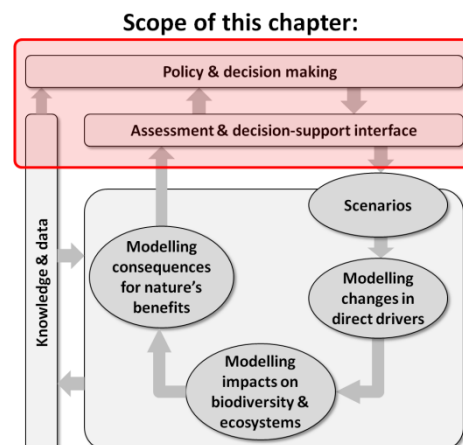 Scope of this chapter:
Policy & decision making
Assessment & decision-support interface
Knowledge & data
Scenarios
Modelling
consequences
for nature's
benefits
Modelling
changes in
direct drivers
Modelling
impacts on
biodiversity &
ecosystems